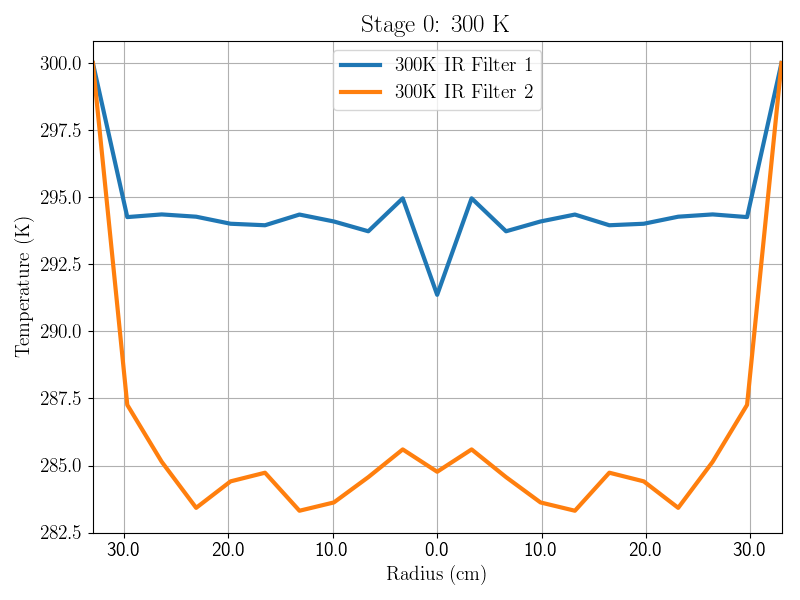 Stage 0: 300 K
300K IR Filter 1
300K IR Filter 2
300.0
297.5
295.0
292.5
290.0
287.5
285.0
282.5
Temperature (K)
30.0 20.0 10.0 0.0 10.0 20.0 30.0
Radius (cm)